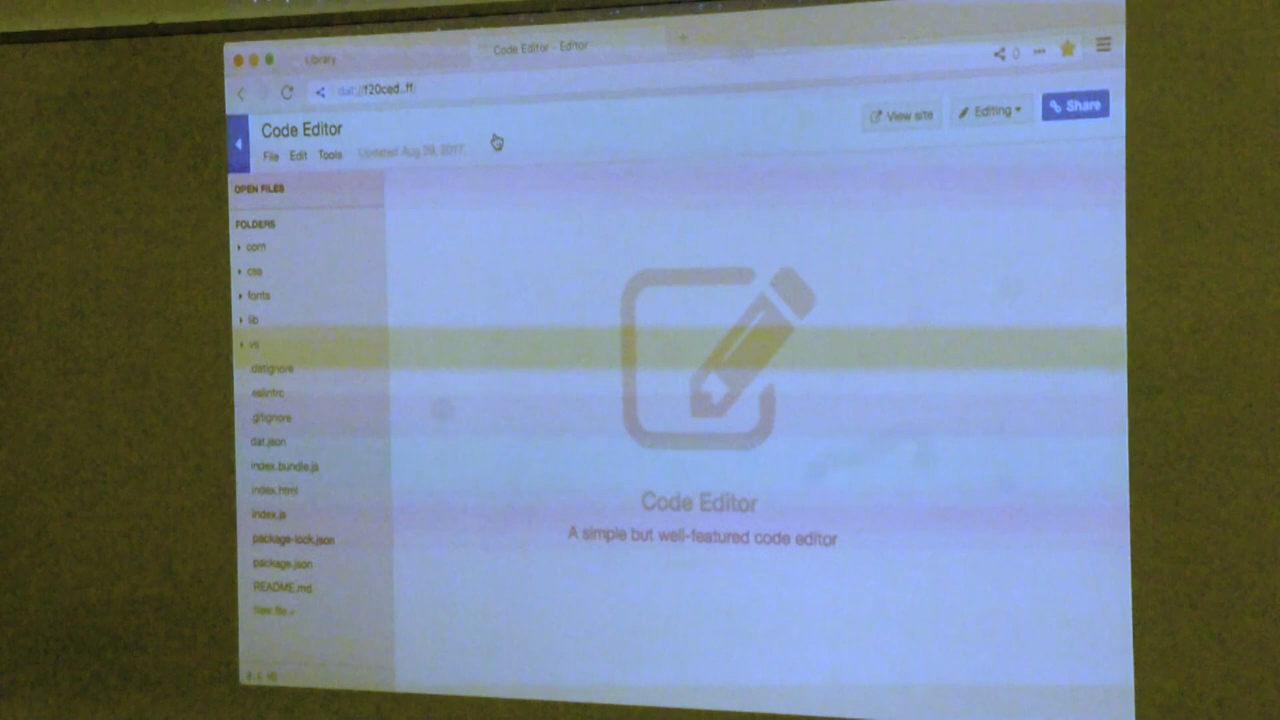 Library
Code Editor - Editor
0
dat://f20ced..ff/
Code Editor
View site
Editing
Share
File Edit Tools Updated Aug 29, 2017
OPEN FILES
FOLDERS
com
css
fonts
lib
vs
.datignore
.eslintrc
.gitignore
dat.json
index.bundle.js
index.html
index.js
package-lock.json
package.json
README.md
New file +
Code Editor
A simple but well-featured code editor